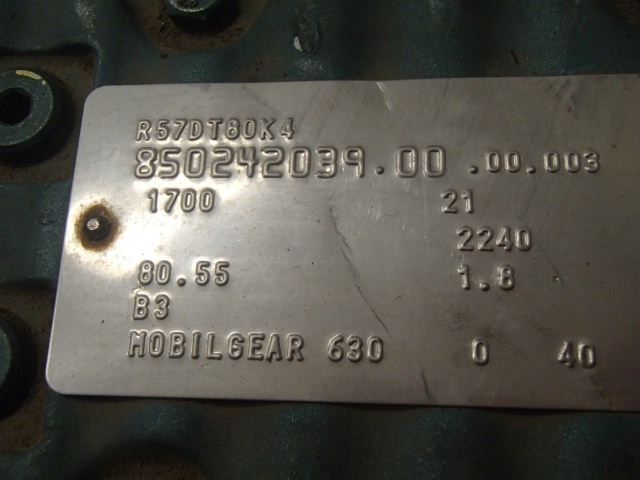 R57DT80K4
850242039.00 .00.003
1700 21
2240
80.55 1.8
B3
MOBILGEAR 630 0 40